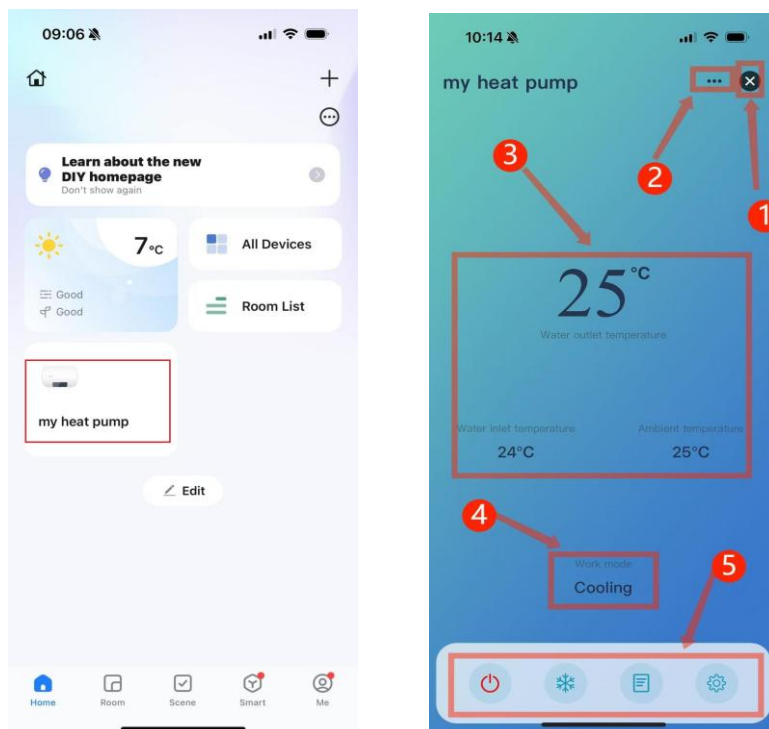 09:06
Learn about the new
DIY homepage
Don't show again
7°C
All Devices
Good
Good
Room List
my heat pump
Edit
Home
Room
Scene
Smart
Me
10:14
my heat pump
1
2
3
25°C
Water outlet temperature
Water inlet temperature
Ambient temperature
24°C
25°C
4
Work mode
Cooling
5